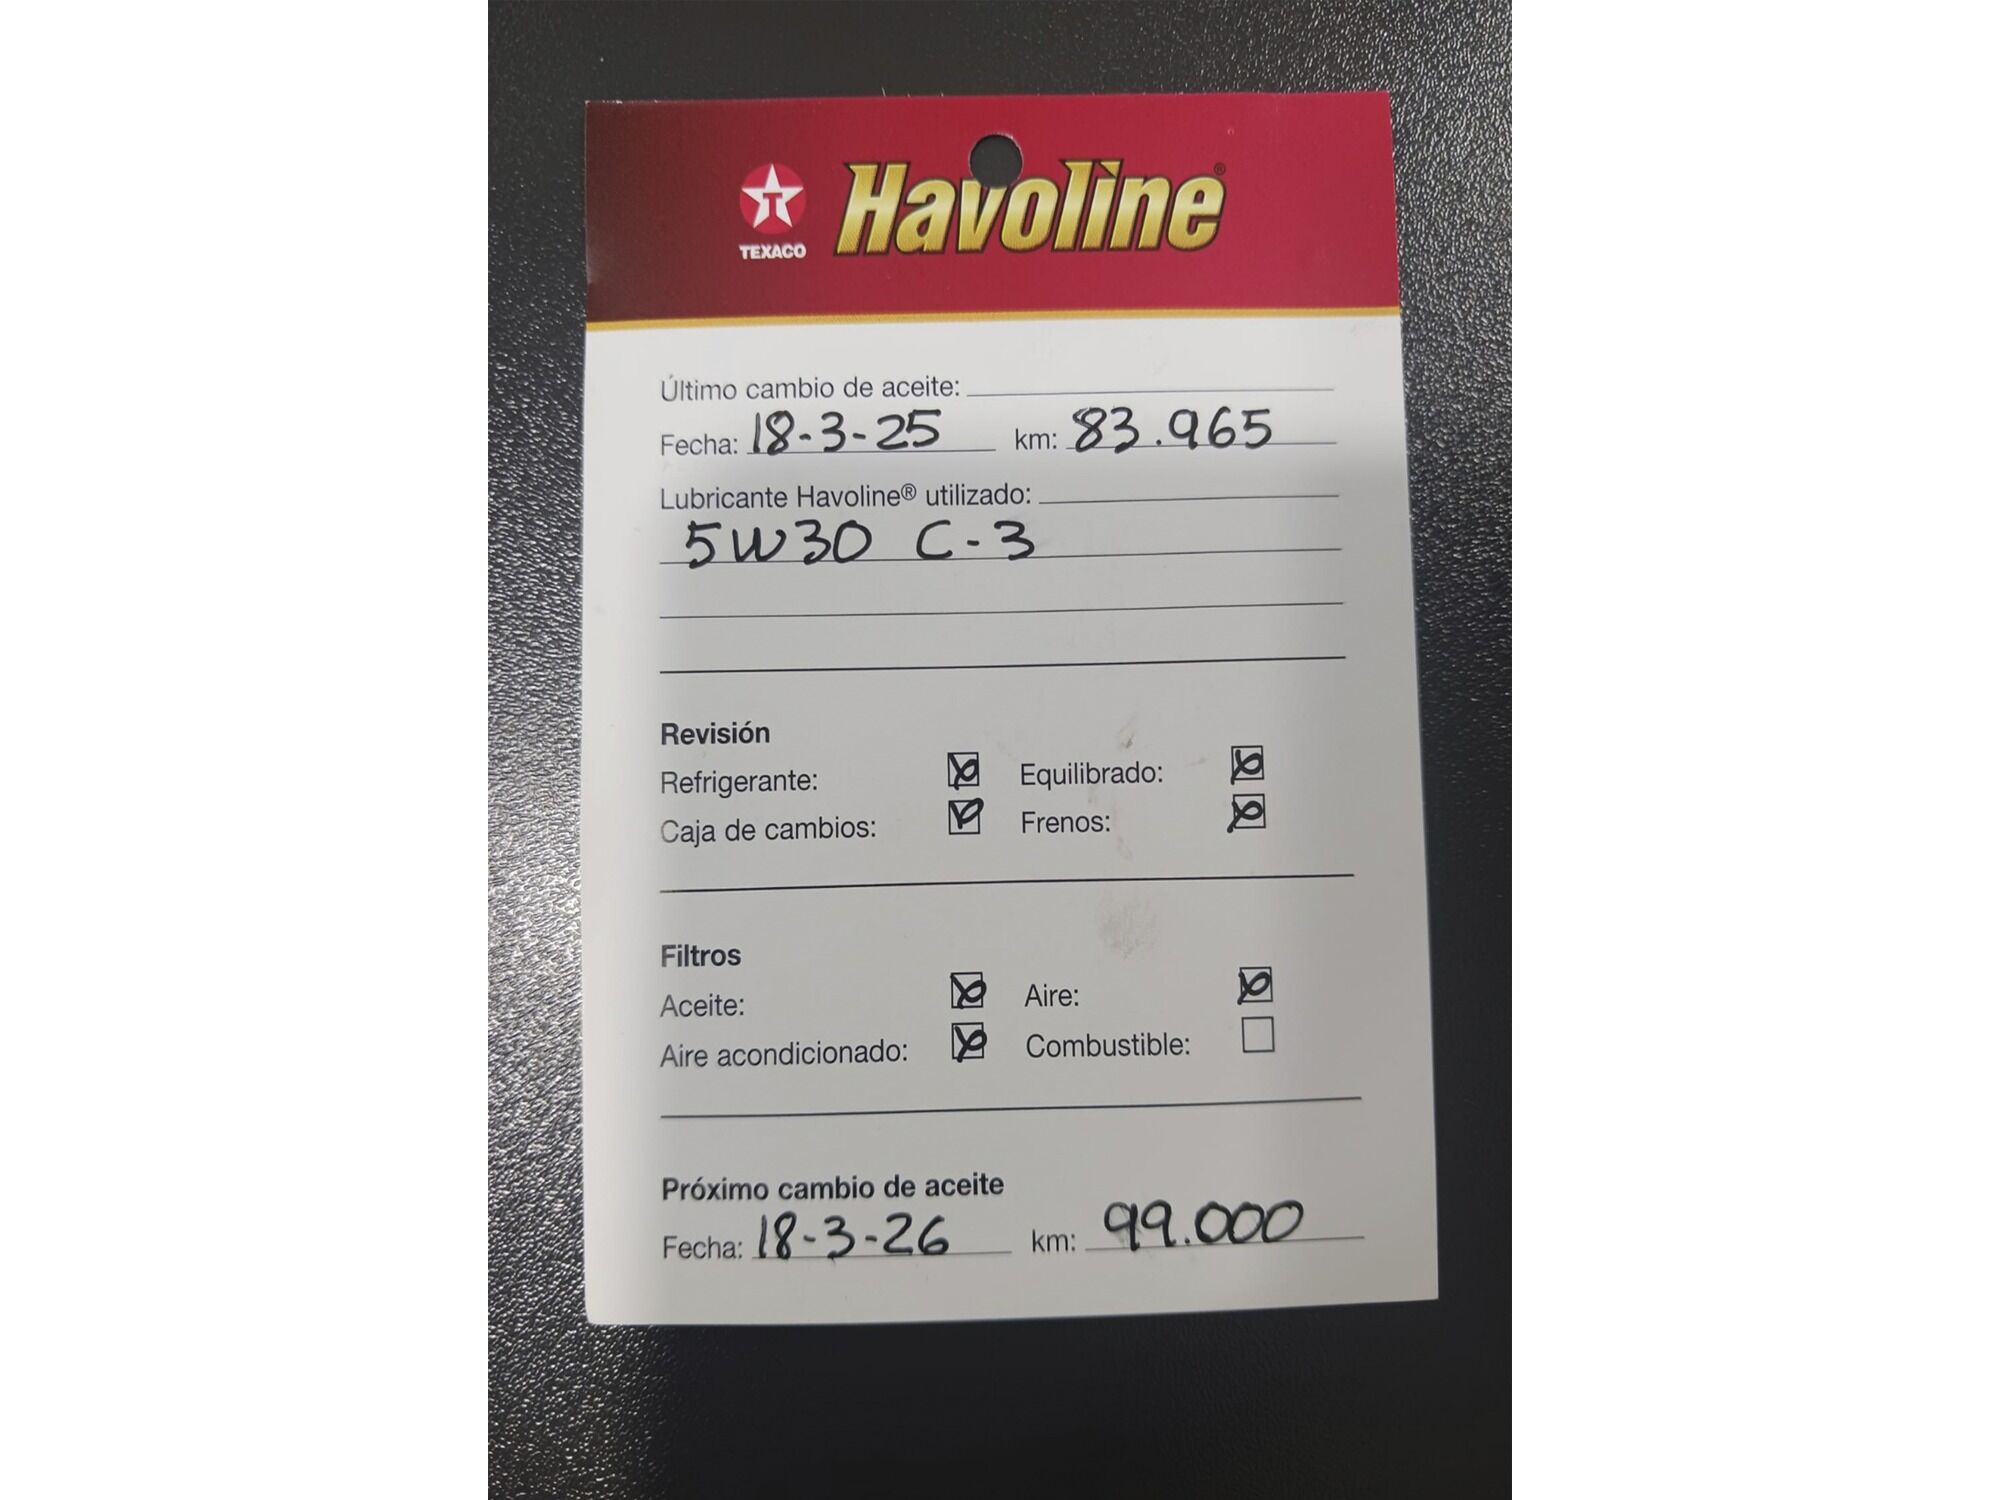 TEXACO
Havoline®
Último cambio de aceite:
Fecha: 18-3-25 km: 83.965
Lubricante Havoline® utilizado:
5W30 C-3
Revisión
Refrigerante: Equilibrado:
Caja de cambios: Frenos:
Filtros
Aceite: Aire:
Aire acondicionado: Combustible:
Próximo cambio de aceite
Fecha: 18-3-26 km: 99.000